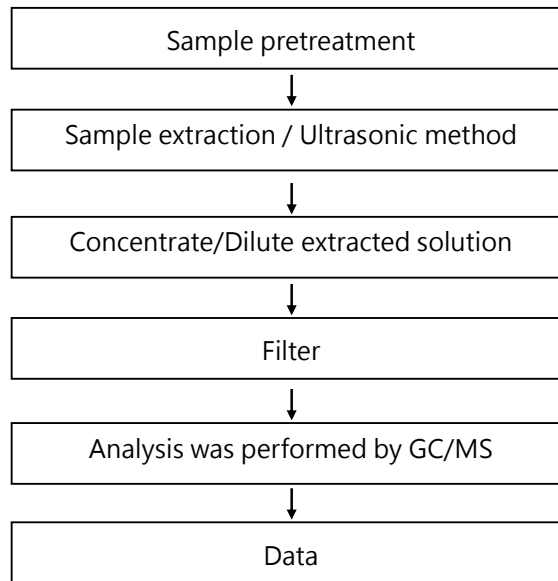 Sample pretreatment
Sample extraction / Ultrasonic method
Concentrate/Dilute extracted solution
Filter
Analysis was performed by GC/MS
Data